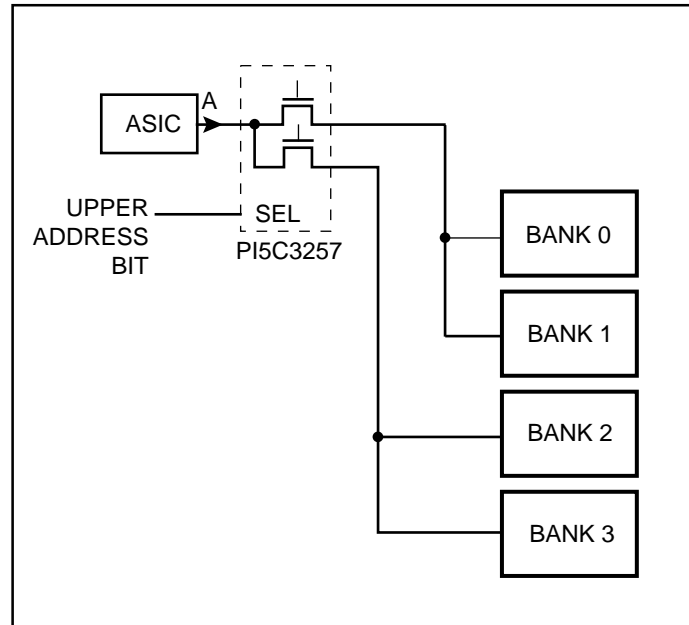 A
ASIC
UPPER
ADDRESS
BIT
SEL
PI5C3257
BANK 0
BANK 1
BANK 2
BANK 3